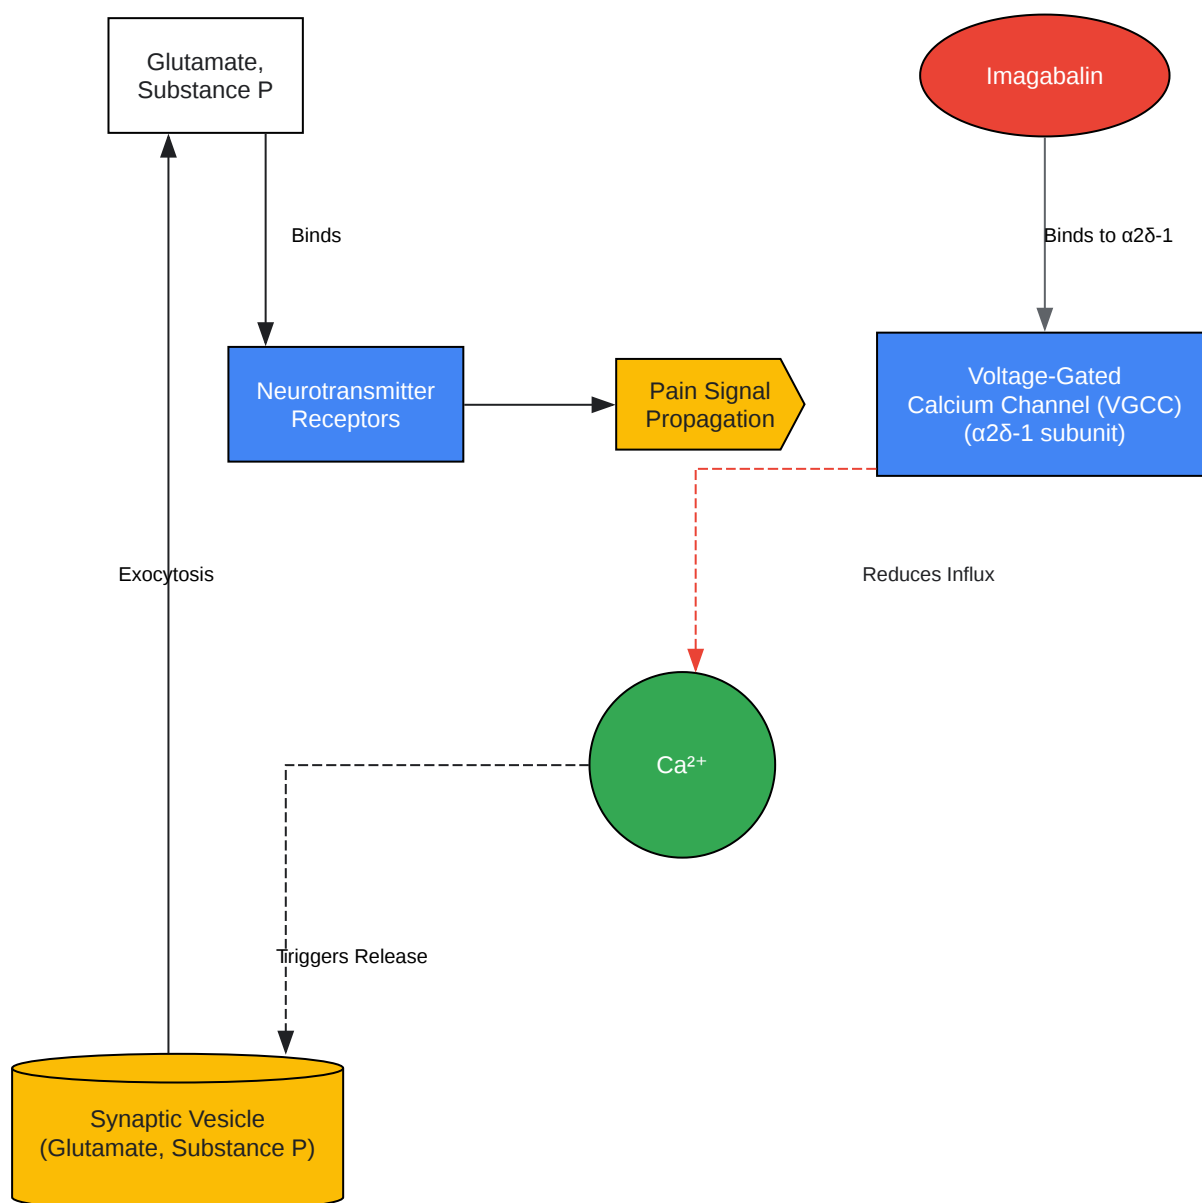 Glutamate,
Substance P
Imagabalin
Binds
Binds to α2δ-1
Neurotransmitter
Receptors
Pain Signal
Propagation
Voltage-Gated
Calcium Channel (VGCC)
(α2δ-1 subunit)
Exocytosis
Reduces Influx
Ca²⁺
Triggers Release
Synaptic Vesicle
(Glutamate, Substance P)